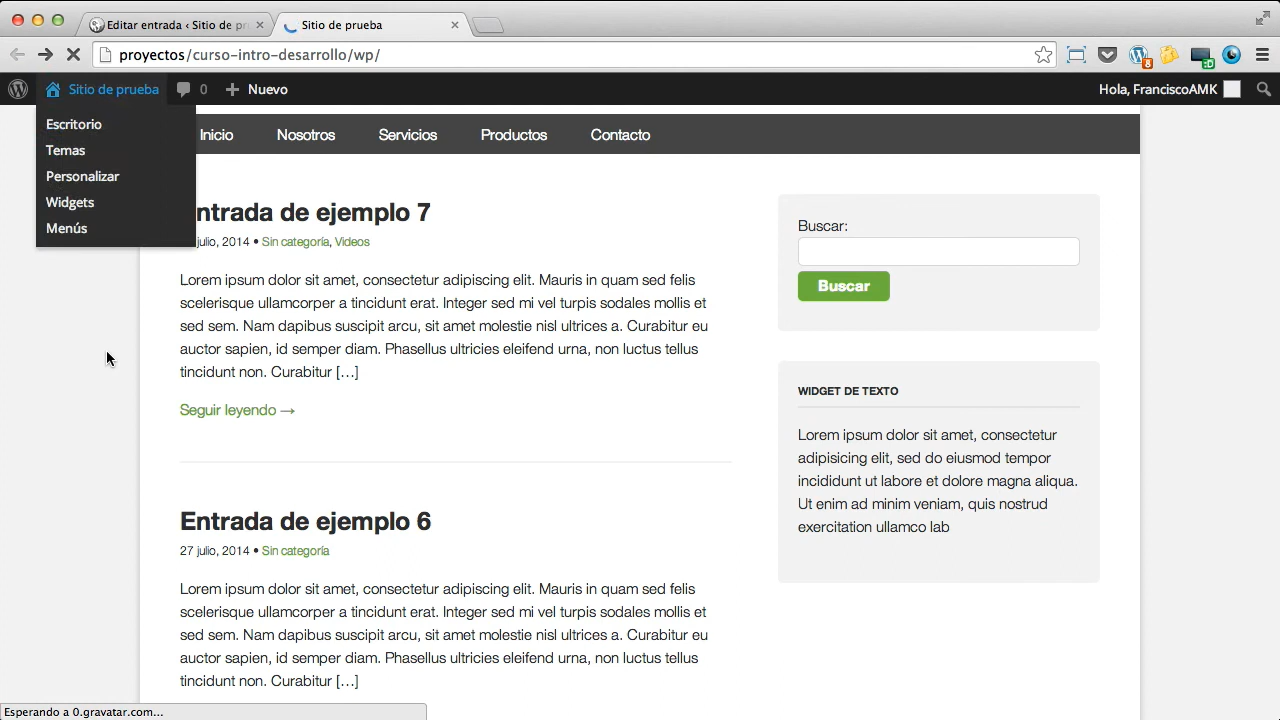 Editar entrada ‹ Sitio de pr
Sitio de prueba
proyectos/curso-intro-desarrollo/wp/
8
:D
Sitio de prueba
0
Nuevo
Hola, FranciscoAMK
Escritorio
Temas
Personalizar
Widgets
Menús
Inicio
Nosotros
Servicios
Productos
Contacto
ntrada de ejemplo 7
julio, 2014 • Sin categoría, Videos
Lorem ipsum dolor sit amet, consectetur adipiscing elit. Mauris in quam sed felis
scelerisque ullamcorper a tincidunt erat. Integer sed mi vel turpis sodales mollis et
sed sem. Nam dapibus suscipit arcu, sit amet molestie nisl ultrices a. Curabitur eu
auctor sapien, id semper diam. Phasellus ultricies eleifend urna, non luctus tellus
tincidunt non. Curabitur […]
Seguir leyendo →
Entrada de ejemplo 6
27 julio, 2014 • Sin categoría
Lorem ipsum dolor sit amet, consectetur adipiscing elit. Mauris in quam sed felis
scelerisque ullamcorper a tincidunt erat. Integer sed mi vel turpis sodales mollis et
sed sem. Nam dapibus suscipit arcu, sit amet molestie nisl ultrices a. Curabitur eu
auctor sapien, id semper diam. Phasellus ultricies eleifend urna, non luctus tellus
tincidunt non. Curabitur […]
Buscar:
Buscar
WIDGET DE TEXTO
Lorem ipsum dolor sit amet, consectetur
adipisicing elit, sed do eiusmod tempor
incididunt ut labore et dolore magna aliqua.
Ut enim ad minim veniam, quis nostrud
exercitation ullamco lab
Esperando a 0.gravatar.com...